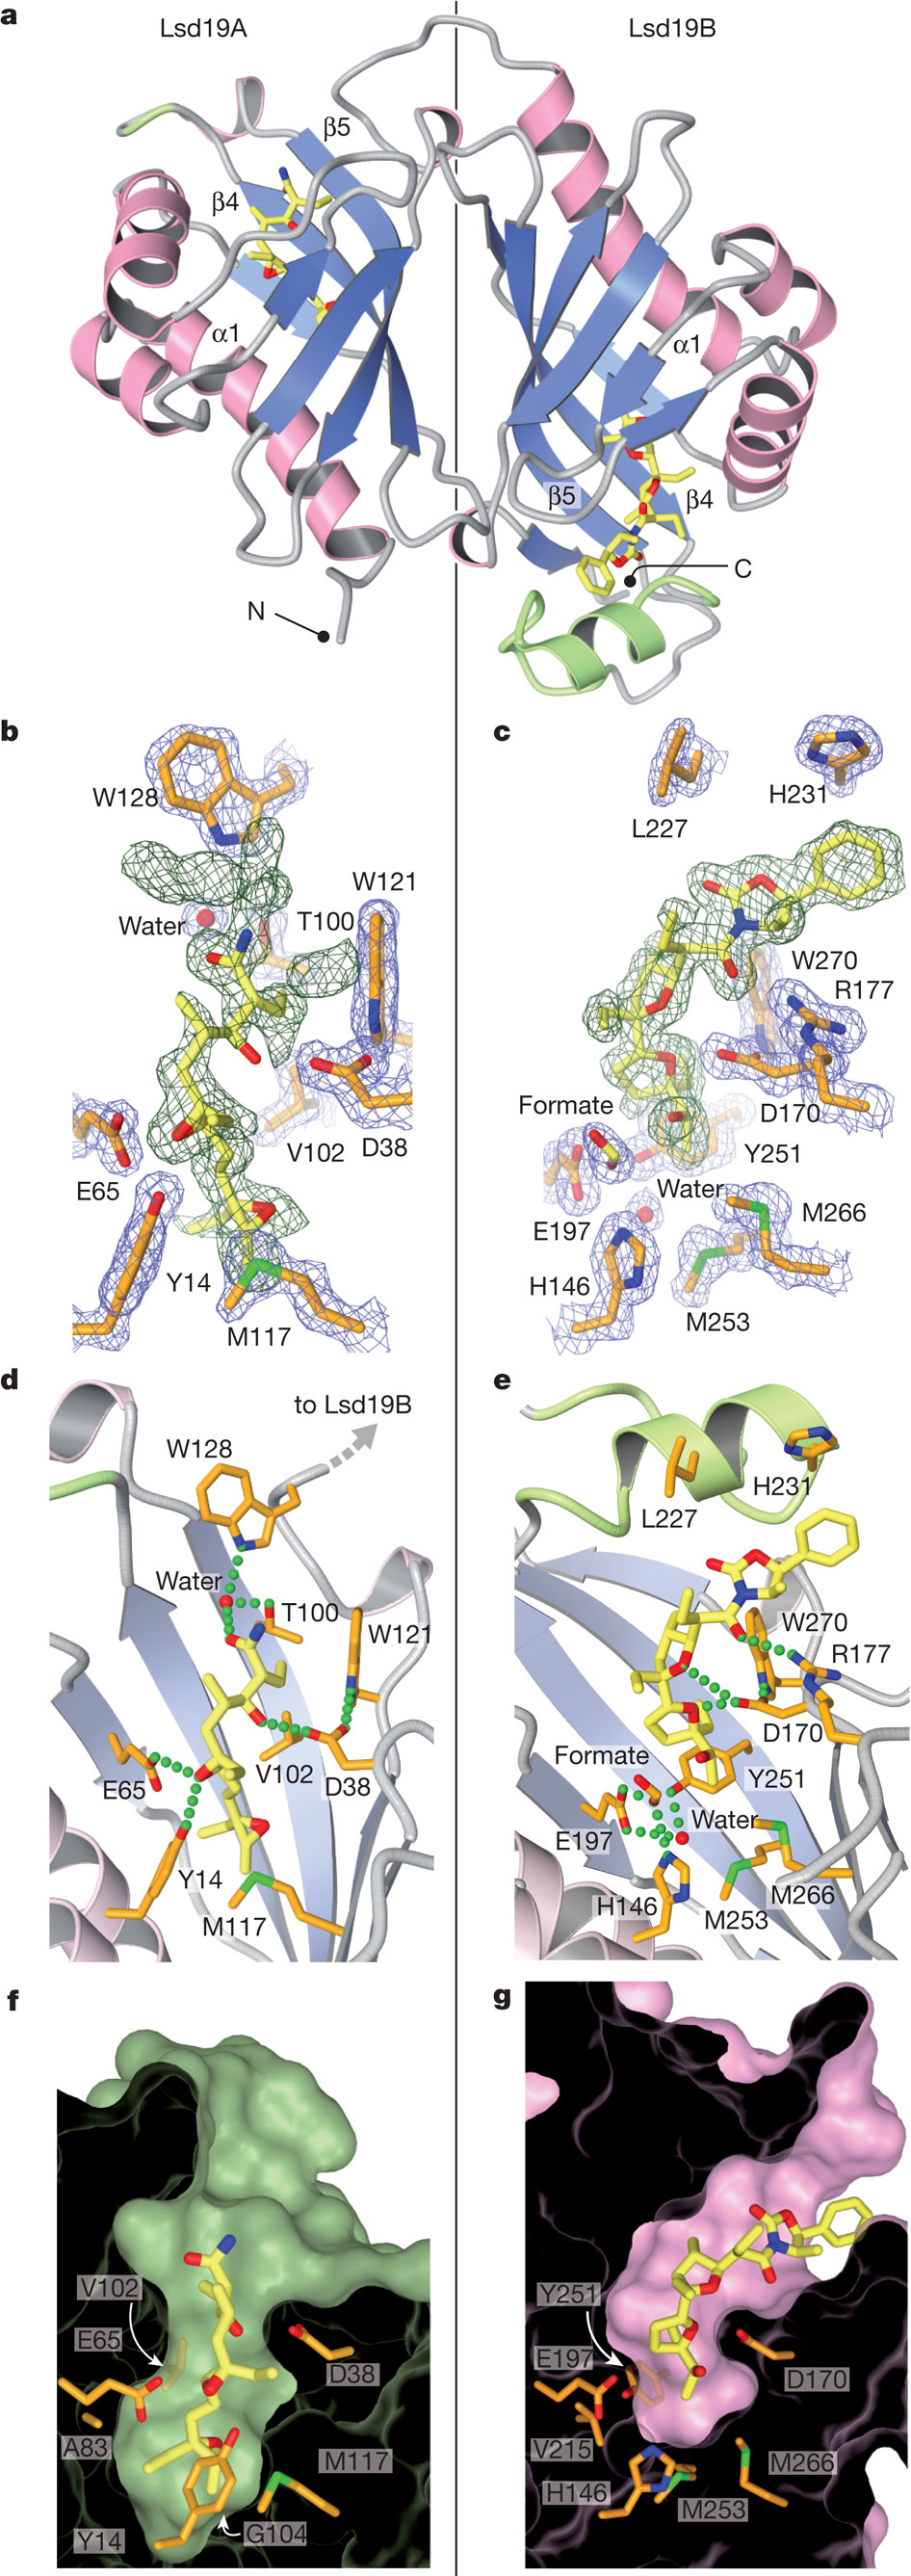 a
Lsd19A
Lsd19B
β5
β4
α1
α1
β5
β4
C
N
b
c
W128
L227
H231
W121
Water
T100
W270
R177
Formate
D170
V102
D38
Y251
E65
Water
E197
M266
Y14
H146
M117
M253
d
e
to Lsd19B
W128
H231
L227
Water
T100
W121
W270
R177
E65
V102
D38
D170
Formate
Y251
Water
E197
Y14
M266
M117
H146
M253
f
g
V102
Y251
E65
D38
E197
D170
A83
M117
V215
M266
H146
G104
M253
Y14